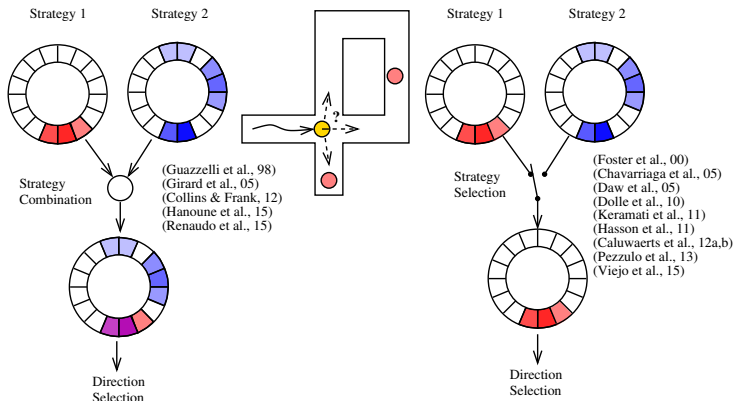 Strategy 1
Strategy 2
Strategy
Combination
(Guazzelli et al., 98)
(Girard et al., 05)
(Collins & Frank, 12)
(Hanoune et al., 15)
(Renaudo et al., 15)
Direction
Selection
?
Strategy 1
Strategy 2
Strategy
Selection
(Foster et al., 00)
(Chavarriaga et al., 05)
(Daw et al., 05)
(Dolle et al., 10)
(Keramati et al., 11)
(Hasson et al., 11)
(Caluwaerts et al., 12a,b)
(Pezzulo et al., 13)
(Viejo et al., 15)
Direction
Selection